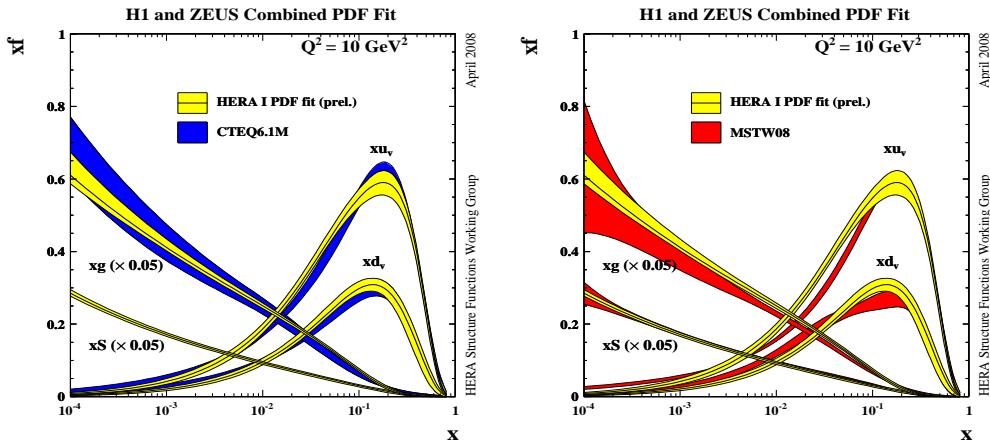 H1 and ZEUS Combined PDF Fit
xf
1
0.8
0.6
0.4
0.2
0
Q² = 10 GeV²
HERA I PDF fit (prel.)
CTEQ6.1M
xuᵥ
xdᵥ
xg (× 0.05)
xS (× 0.05)
10⁻⁴
10⁻³
10⁻²
10⁻¹
1
x
April 2008
HERA Structure Functions Working Group
H1 and ZEUS Combined PDF Fit
xf
1
0.8
0.6
0.4
0.2
0
Q² = 10 GeV²
HERA I PDF fit (prel.)
MSTW08
xuᵥ
xdᵥ
xg (× 0.05)
xS (× 0.05)
10⁻⁴
10⁻³
10⁻²
10⁻¹
1
x
April 2008
HERA Structure Functions Working Group